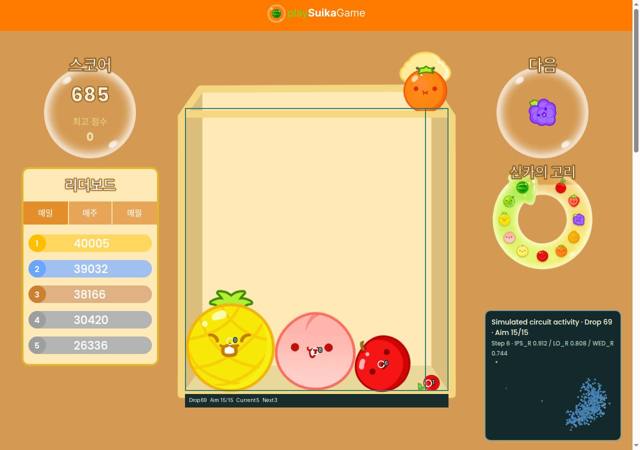 playSuikaGame
스코어
685
최고 점수
0
리더보드
매일 매주 매월
1 40005
2 39032
3 38166
4 30420
5 26336
다음
신카의 고리
Simulated circuit activity · Drop 69
· Aim 15/15
Step 6 · IPS_R 0.912 / LO_R 0.808 / WED_R
0.744
Drop69 Aim 15/15 Current5 Next3